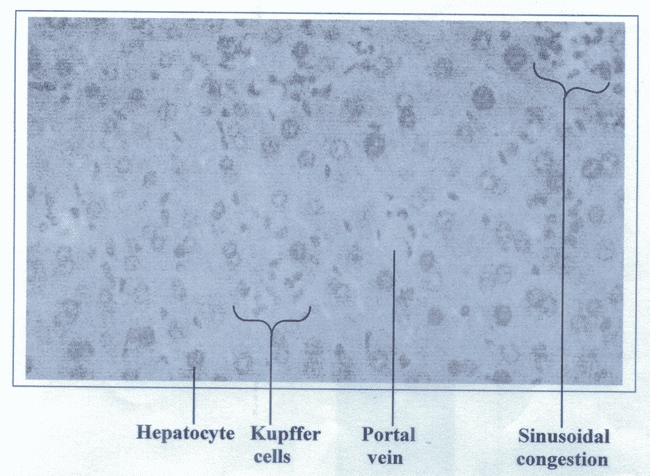 Hepatocyte Kupffer cells
Portal vein
Sinusoidal congestion